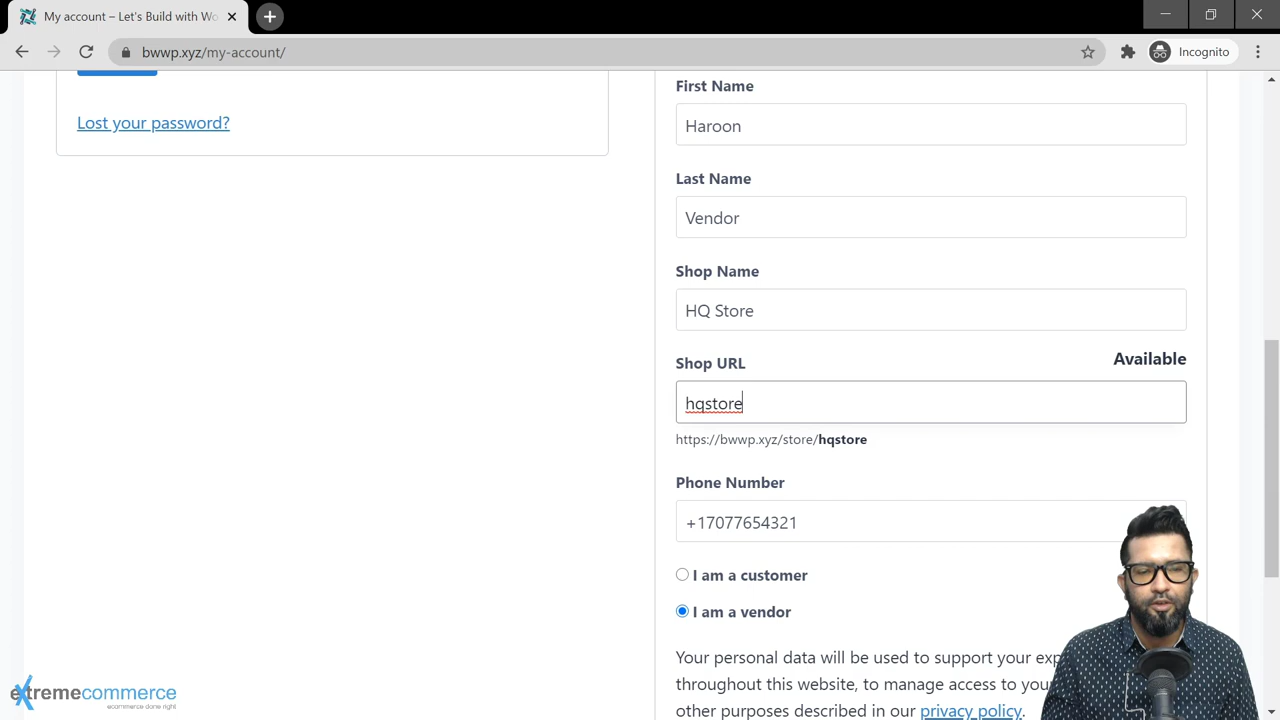 My account – Let's Build with Wo
bwwp.xyz/my-account/
Incognito
Lost your password?
First Name
Haroon
Last Name
Vendor
Shop Name
HQ Store
Shop URL
Available
hqstore
https://bwwp.xyz/store/hqstore
Phone Number
+17077654321
I am a customer
I am a vendor
Your personal data will be used to support your exp
throughout this website, to manage access to you
other purposes described in our privacy policy.
extremecommerce
ecommerce done right